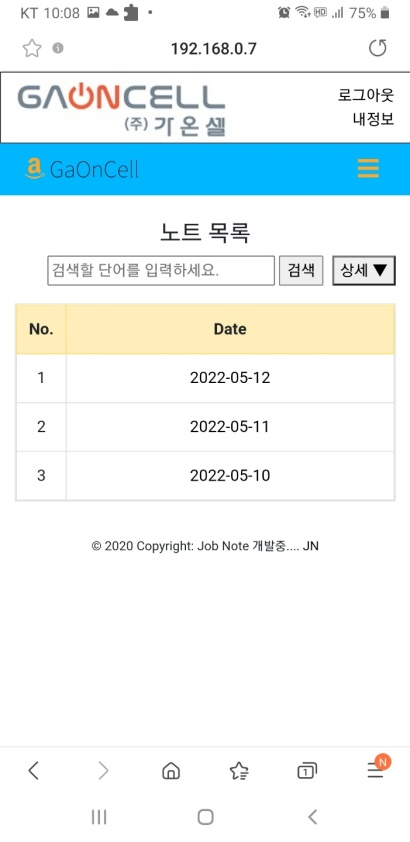 KT 10:08 75%
192.168.0.7
GAONCELL
(주) 가온셀
로그아웃
내정보
GaOnCell
노트 목록
검색할 단어를 입력하세요. 검색 상세 ▼
No. Date
1 2022-05-12
2 2022-05-11
3 2022-05-10
© 2020 Copyright: Job Note 개발중.... JN
1
N